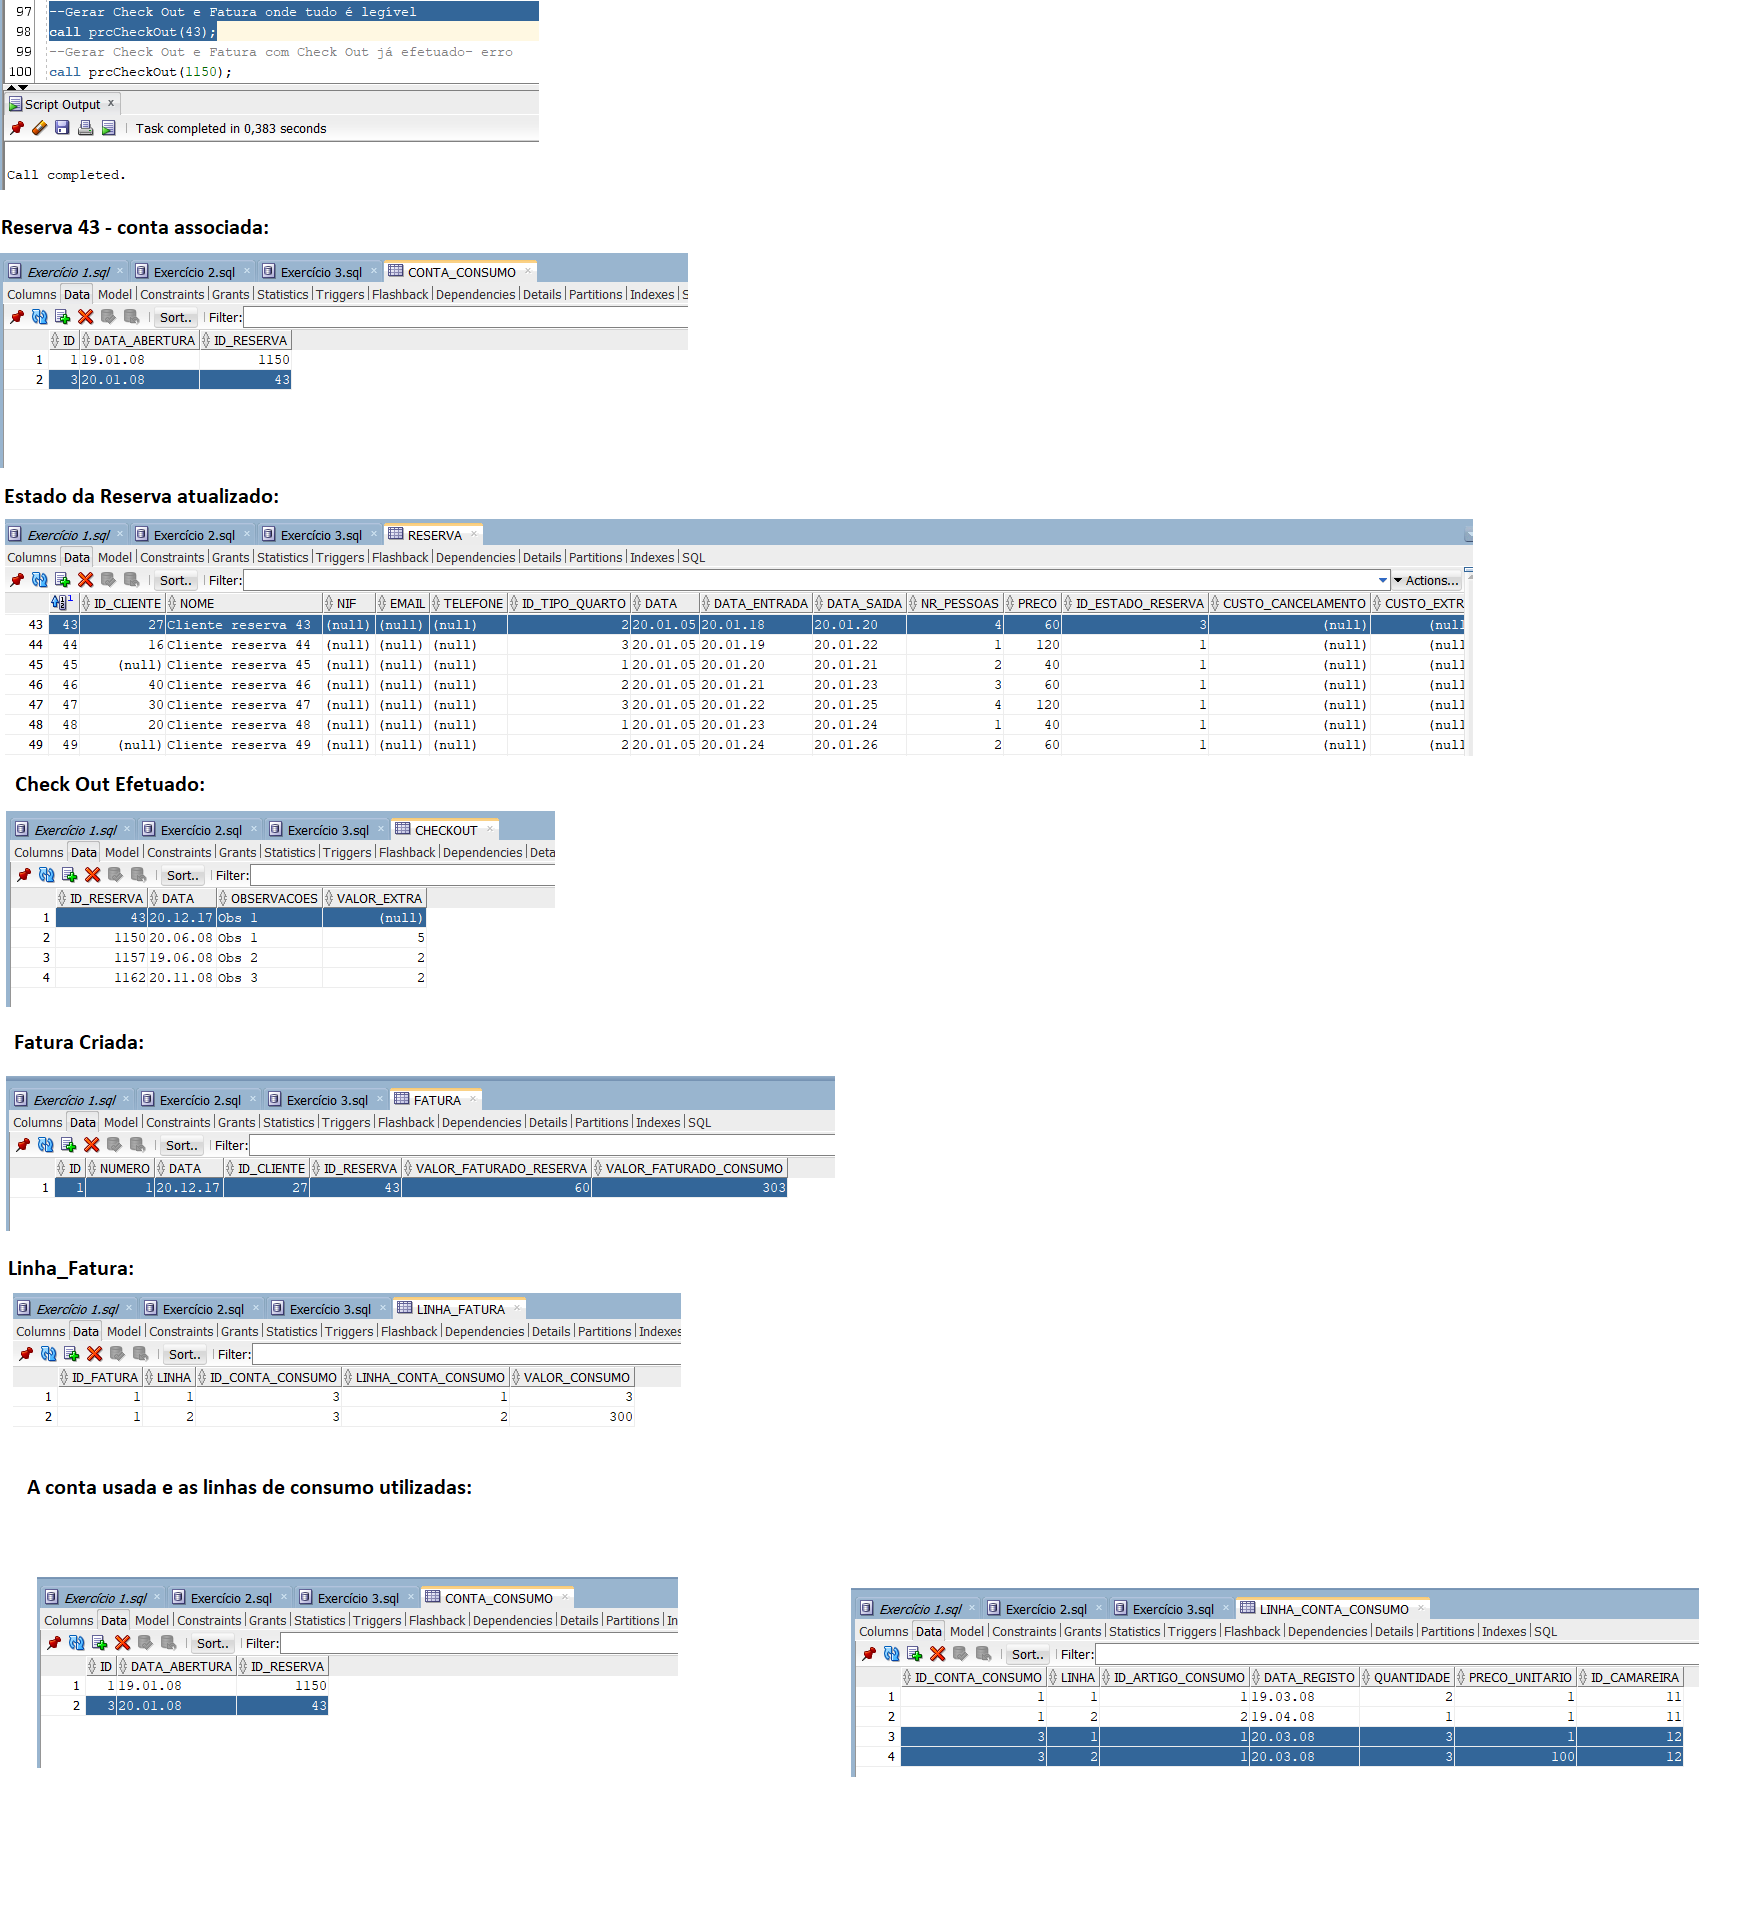 97 --Gerar Check Out e Fatura onde tudo é legível
98 call prcCheckOut(43);
99 --Gerar Check Out e Fatura com Check Out já efetuado- erro
100 call prcCheckOut(1150);
Script Output x
Task completed in 0,383 seconds
Call completed.
Reserva 43 - conta associada:
Exercício 1.sql Exercício 2.sql Exercício 3.sql CONTA_CONSUMO
Columns Data Model Constraints Grants Statistics Triggers Flashback Dependencies Details Partitions Indexes S
Sort.. Filter:
ID DATA_ABERTURA ID_RESERVA
1 1 19.01.08 1150
2 3 20.01.08 43
Estado da Reserva atualizado:
Exercício 1.sql Exercício 2.sql Exercício 3.sql RESERVA
Columns Data Model Constraints Grants Statistics Triggers Flashback Dependencies Details Partitions Indexes SQL
Sort.. Filter: Actions...
1 ID_CLIENTE NOME NIF EMAIL TELEFONE ID_TIPO_QUARTO DATA DATA_ENTRADA DATA_SAIDA NR_PESSOAS PRECO ID_ESTADO_RESERVA CUSTO_CANCELAMENTO CUSTO_EXTR
43 43 27 Cliente reserva 43 (null) (null) (null) 2 20.01.05 20.01.18 20.01.20 4 60 3 (null) (null
44 44 16 Cliente reserva 44 (null) (null) (null) 3 20.01.05 20.01.19 20.01.22 1 120 1 (null) (null
45 45 (null) Cliente reserva 45 (null) (null) (null) 1 20.01.05 20.01.20 20.01.21 2 40 1 (null) (null
46 46 40 Cliente reserva 46 (null) (null) (null) 2 20.01.05 20.01.21 20.01.23 3 60 1 (null) (null
47 47 30 Cliente reserva 47 (null) (null) (null) 3 20.01.05 20.01.22 20.01.25 4 120 1 (null) (null
48 48 20 Cliente reserva 48 (null) (null) (null) 1 20.01.05 20.01.23 20.01.24 1 40 1 (null) (null
49 49 (null) Cliente reserva 49 (null) (null) (null) 2 20.01.05 20.01.24 20.01.26 2 60 1 (null) (null
Check Out Efetuado:
Exercício 1.sql Exercício 2.sql Exercício 3.sql CHECKOUT
Columns Data Model Constraints Grants Statistics Triggers Flashback Dependencies Deta
Sort.. Filter:
ID_RESERVA DATA OBSERVACOES VALOR_EXTRA
1 43 20.12.17 Obs 1 (null)
2 1150 20.06.08 Obs 1 5
3 1157 19.06.08 Obs 2 2
4 1162 20.11.08 Obs 3 2
Fatura Criada:
Exercício 1.sql Exercício 2.sql Exercício 3.sql FATURA
Columns Data Model Constraints Grants Statistics Triggers Flashback Dependencies Details Partitions Indexes SQL
Sort.. Filter:
ID NUMERO DATA ID_CLIENTE ID_RESERVA VALOR_FATURADO_RESERVA VALOR_FATURADO_CONSUMO
1 1 1 20.12.17 27 43 60 303
Linha_Fatura:
Exercício 1.sql Exercício 2.sql Exercício 3.sql LINHA_FATURA
Columns Data Model Constraints Grants Statistics Triggers Flashback Dependencies Details Partitions Indexes
Sort.. Filter:
ID_FATURA LINHA ID_CONTA_CONSUMO LINHA_CONTA_CONSUMO VALOR_CONSUMO
1 1 1 3 1 3
2 1 2 3 2 300
A conta usada e as linhas de consumo utilizadas:
Exercício 1.sql Exercício 2.sql Exercício 3.sql CONTA_CONSUMO
Columns Data Model Constraints Grants Statistics Triggers Flashback Dependencies Details Partitions In
Sort.. Filter:
ID DATA_ABERTURA ID_RESERVA
1 1 19.01.08 1150
2 3 20.01.08 43
Exercício 1.sql Exercício 2.sql Exercício 3.sql LINHA_CONTA_CONSUMO
Columns Data Model Constraints Grants Statistics Triggers Flashback Dependencies Details Partitions Indexes SQL
Sort.. Filter:
ID_CONTA_CONSUMO LINHA ID_ARTIGO_CONSUMO DATA_REGISTO QUANTIDADE PRECO_UNITARIO ID_CAMAREIRA
1 1 1 1 19.03.08 2 1 11
2 1 2 2 19.04.08 1 1 11
3 3 1 1 20.03.08 3 1 12
4 3 2 1 20.03.08 3 100 12